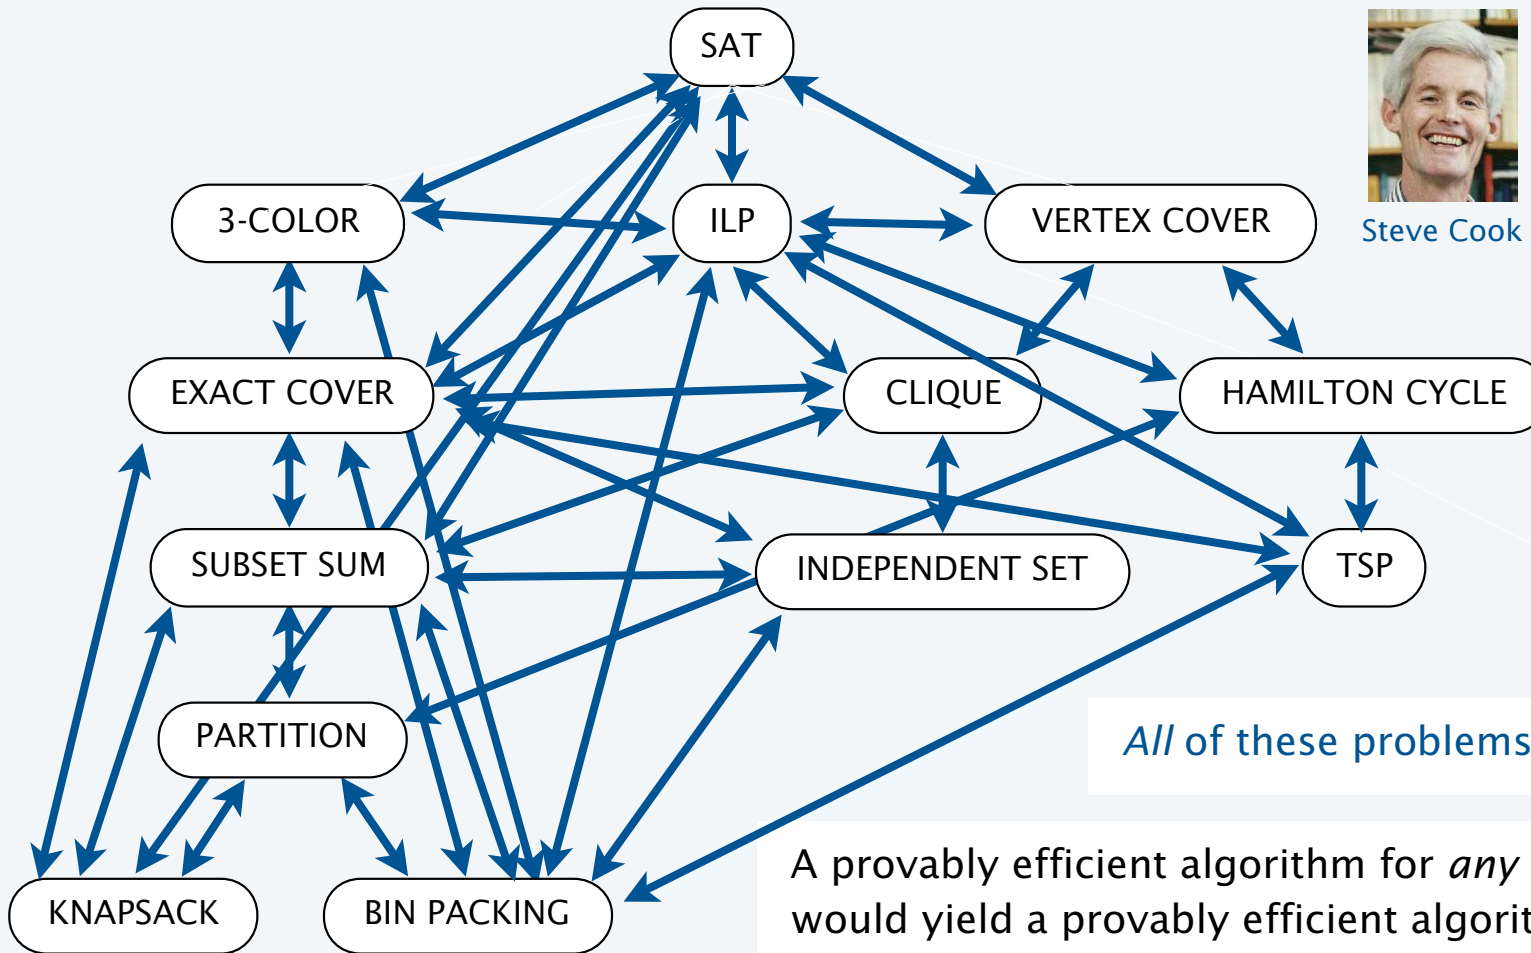 SAT
3-COLOR
ILP
VERTEX COVER
Steve Cook
EXACT COVER
CLIQUE
HAMILTON CYCLE
SUBSET SUM
INDEPENDENT SET
TSP
PARTITION
All of these problems
A provably efficient algorithm for any
would yield a provably efficient algorit
KNAPSACK
BIN PACKING